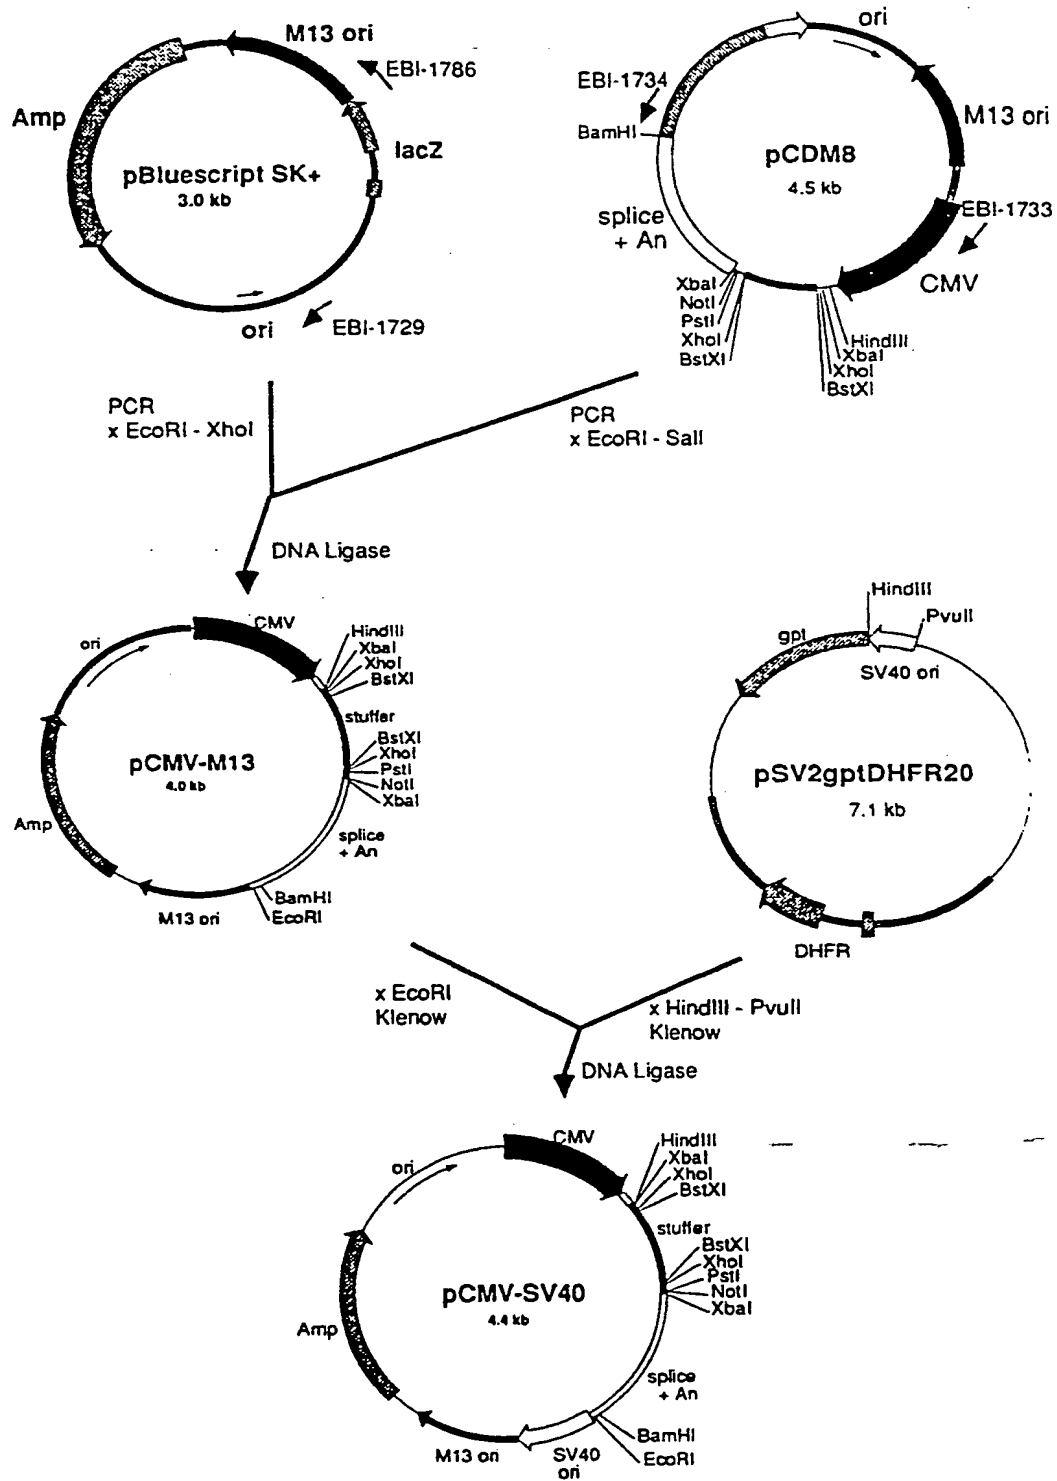 M13 ori
EBI-1786
Amp
lacZ
pBluescript SK+
3.0 kb
ori
EBI-1729
ori
EBI-1734
BamHI
M13 ori
pCDM8
4.5 kb
EBI-1733
splice
+ An
CMV
XbaI
NotI
PstI
XhoI
BstXI
HindIII
XbaI
XhoI
BstXI
PCR
x EcoRI - XhoI
PCR
x EcoRI - SalI
DNA Ligase
ori
CMV
HindIII
XbaI
XhoI
BstXI
stuffer
BstXI
XhoI
PstI
NotI
XbaI
pCMV-M13
4.0 kb
Amp
splice
+ An
BamHI
EcoRI
M13 ori
HindIII
PvuII
gpt
SV40 ori
pSV2gptDHFR20
7.1 kb
DHFR
x EcoRI
Klenow
x HindIII - PvuII
Klenow
DNA Ligase
ori
CMV
HindIII
XbaI
XhoI
BstXI
stuffer
BstXI
XhoI
PstI
NotI
XbaI
pCMV-SV40
4.4 kb
Amp
splice
+ An
BamHI
EcoRI
M13 ori
SV40
ori